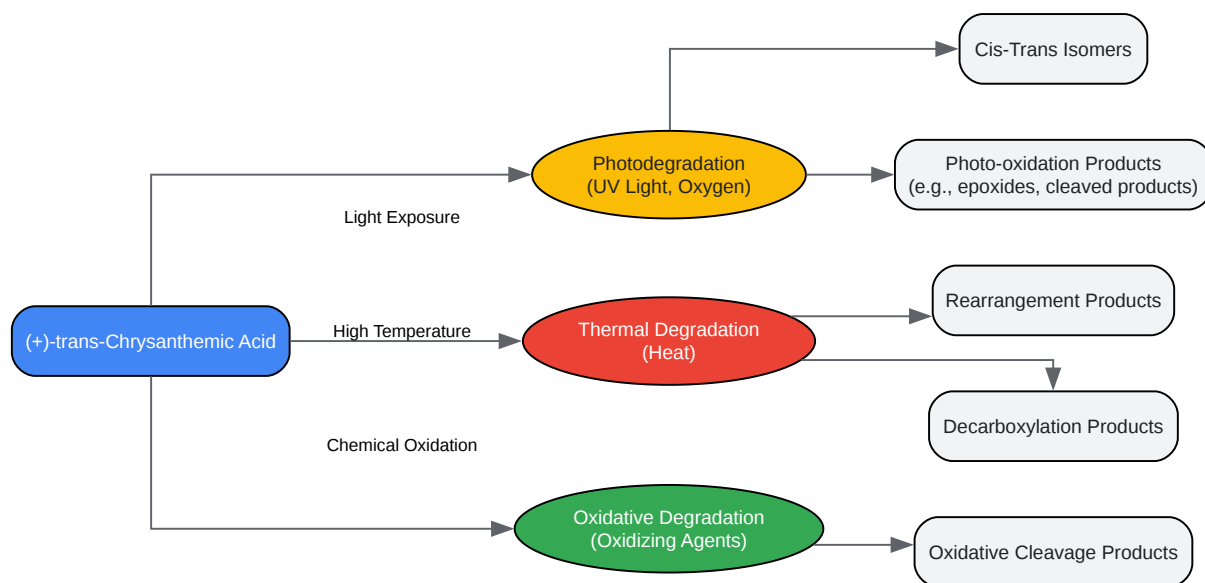 Cis-Trans Isomers
Photodegradation
(UV Light, Oxygen)
Photo-oxidation Products
(e.g., epoxides, cleaved products)
Light Exposure
(+)-trans-Chrysanthemic Acid
High Temperature
Thermal Degradation
(Heat)
Rearrangement Products
Decarboxylation Products
Chemical Oxidation
Oxidative Degradation
(Oxidizing Agents)
Oxidative Cleavage Products